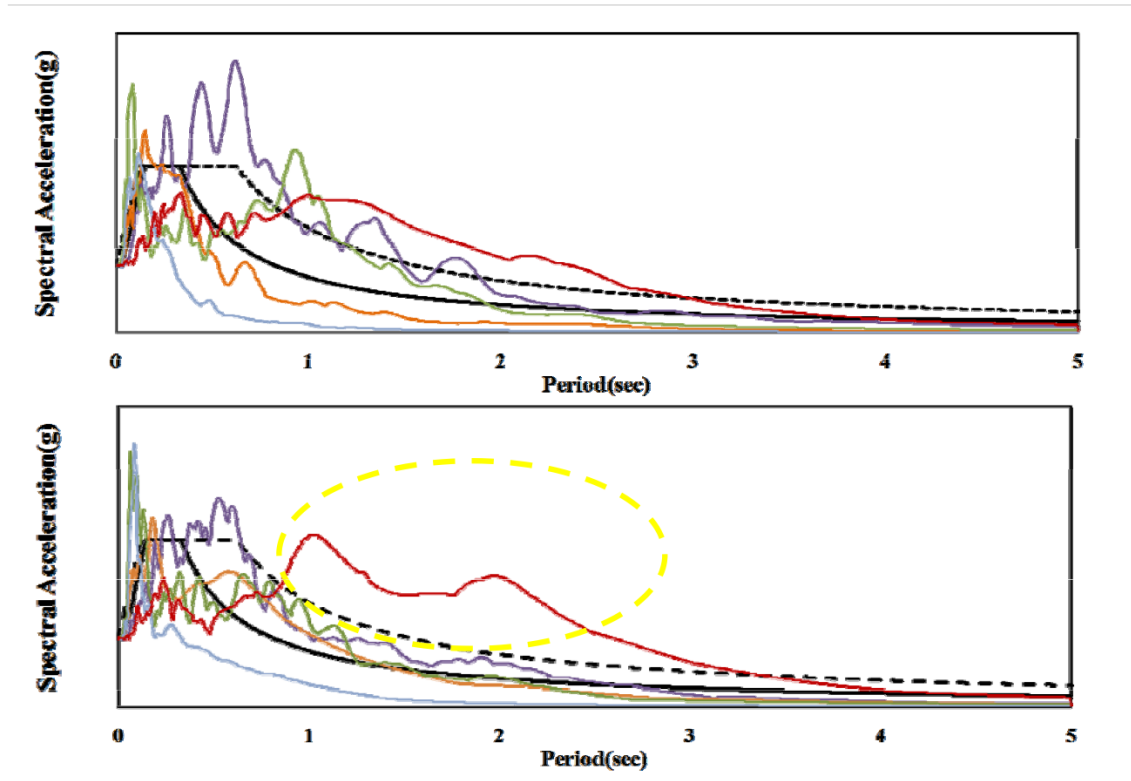 Spectral Acceleration(g)
0 1 2 3 4 5
Period(sec)
Spectral Acceleration(g)
0 1 2 3 4 5
Period(sec)